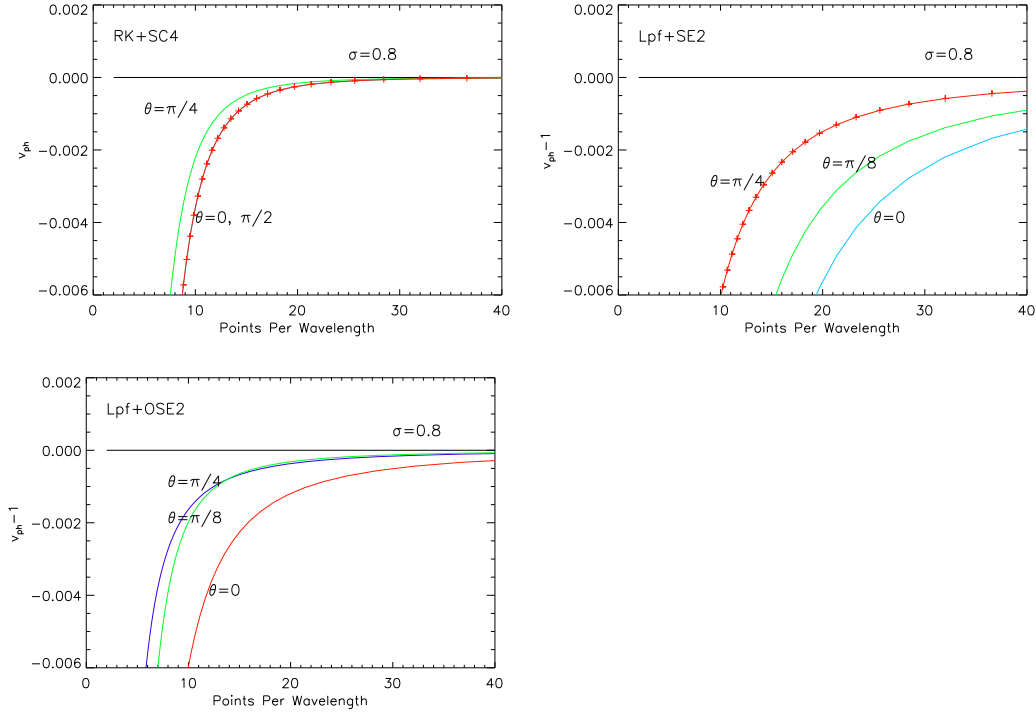 0.002
0.000
-0.002
-0.004
-0.006
v_ph
RK+SC4
σ=0.8
θ=π/4
θ=0, π/2
0 10 20 30 40
Points Per Wavelength
0.002
0.000
-0.002
-0.004
-0.006
v_ph-1
Lpf+SE2
σ=0.8
θ=π/4
θ=π/8
θ=0
0 10 20 30 40
Points Per Wavelength
0.002
0.000
-0.002
-0.004
-0.006
v_ph-1
Lpf+OSE2
σ=0.8
θ=π/4
θ=π/8
θ=0
0 10 20 30 40
Points Per Wavelength